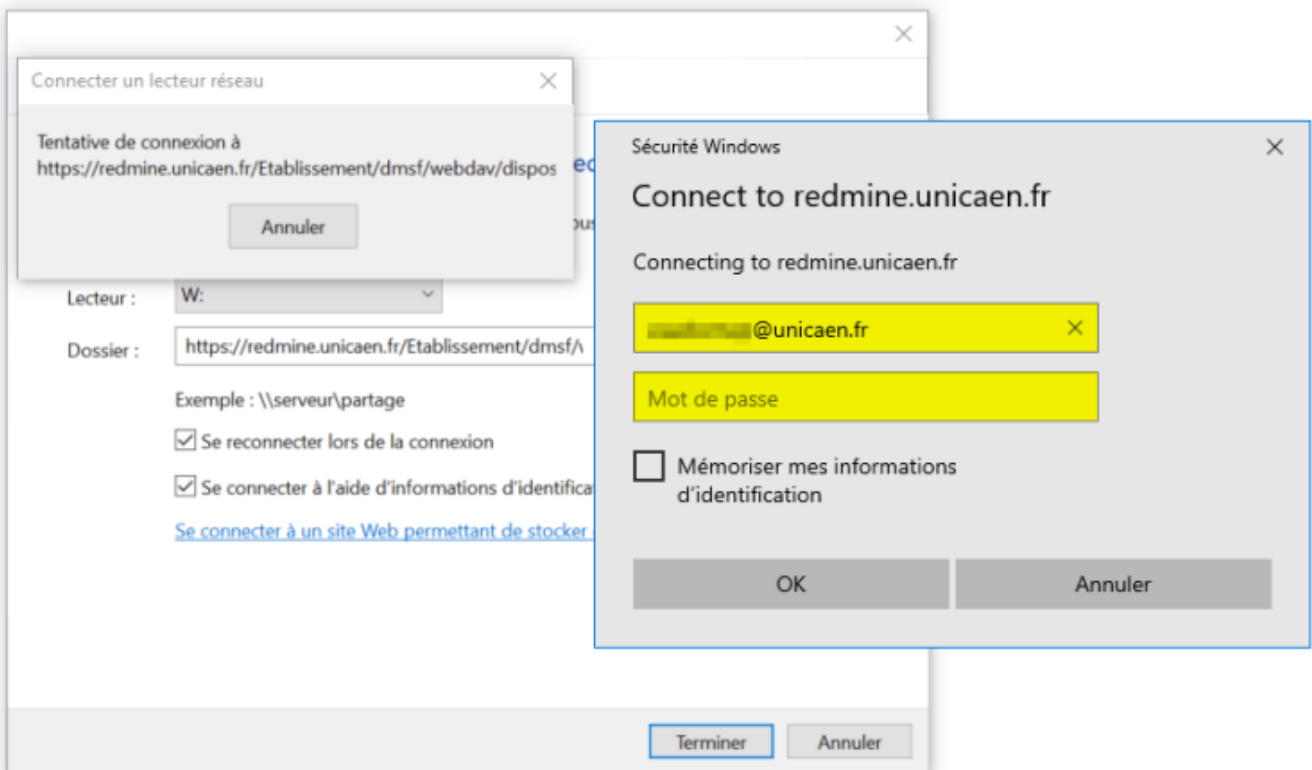 Connecter un lecteur réseau
Tentative de connexion à
https://redmine.unicaen.fr/Etablissement/dmsf/webdav/dispos
Annuler
Lecteur :
W:
Dossier :
https://redmine.unicaen.fr/Etablissement/dmsf/
Exemple : \\serveur\partage
Se reconnecter lors de la connexion
Se connecter à l'aide d'informations
Se connecter à un site Web permettant de stocker
Terminer
Annuler
Sécurité Windows
Connect to redmine.unicaen.fr
Connecting to redmine.unicaen.fr
@unicaen.fr
Mot de passe
Mémoriser mes informations
d'identification
OK
Annuler